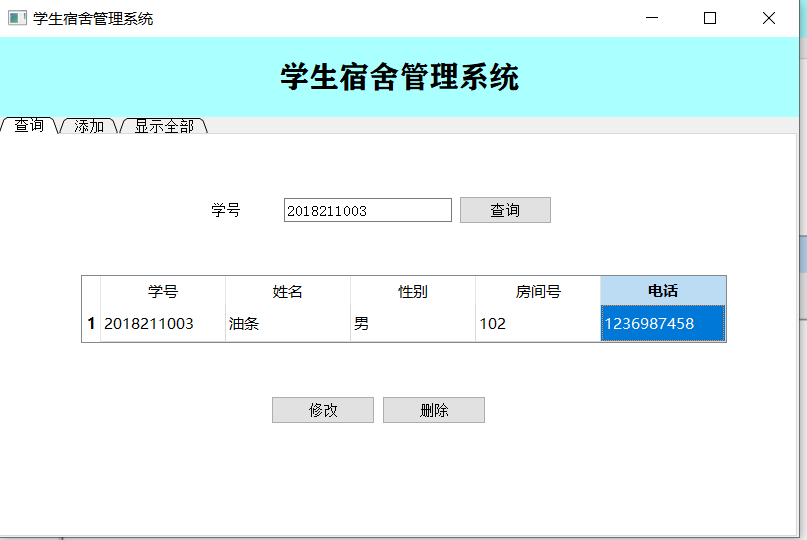 学生宿舍管理系统
学生宿舍管理系统
查询 添加 显示全部
学号 2018211003 查询
学号 姓名 性别 房间号 电话
1 2018211003 油条 男 102 1236987458
修改 删除